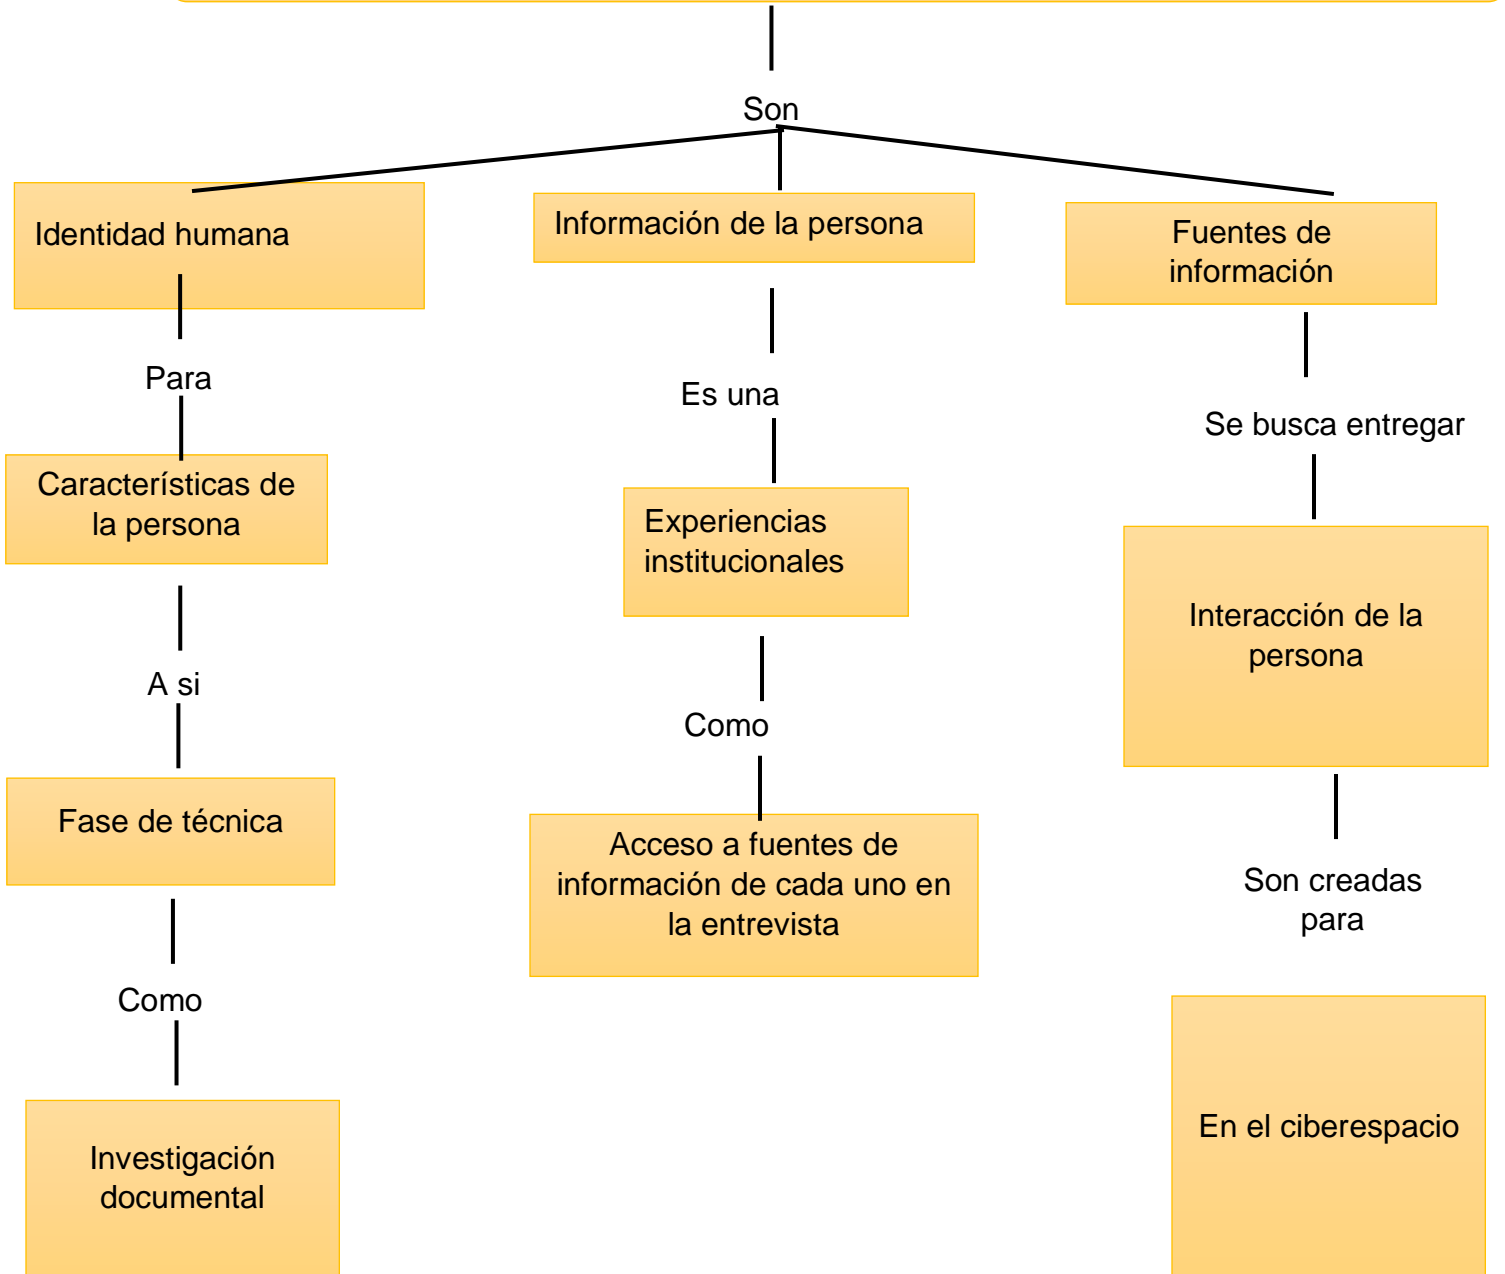 Son
Identidad humana
Información de la persona
Fuentes de
información
Para
Es una
Se busca entregar
Características de
la persona
Experiencias
institucionales
Interacción de la
persona
A si
Como
Fase de técnica
Acceso a fuentes de
información de cada uno en
la entrevista
Son creadas
para
Como
Investigación
documental
En el ciberespacio